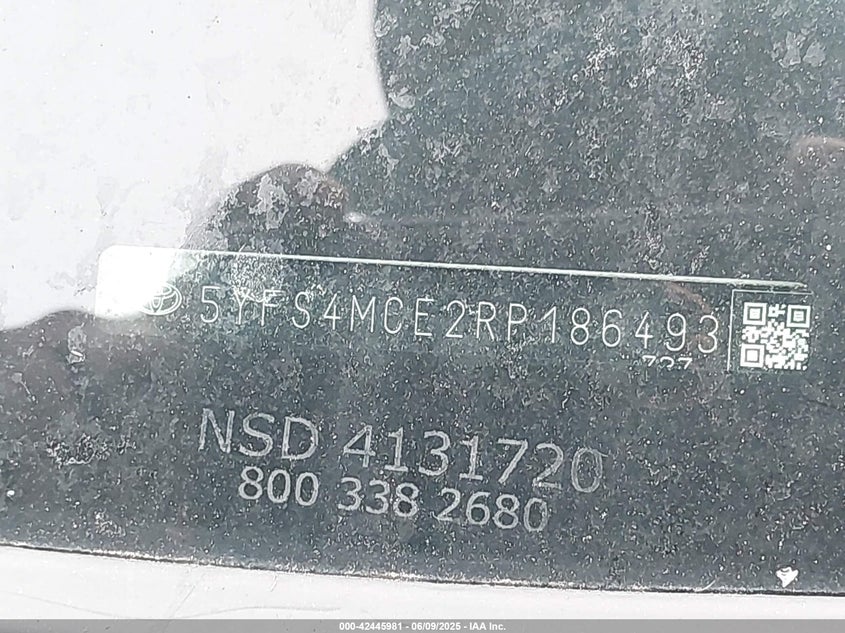 5YFS4MCE2RP186493
NSD 4131720
800 338 2680
000-42445981 - 06/09/2025 - IAA Inc.